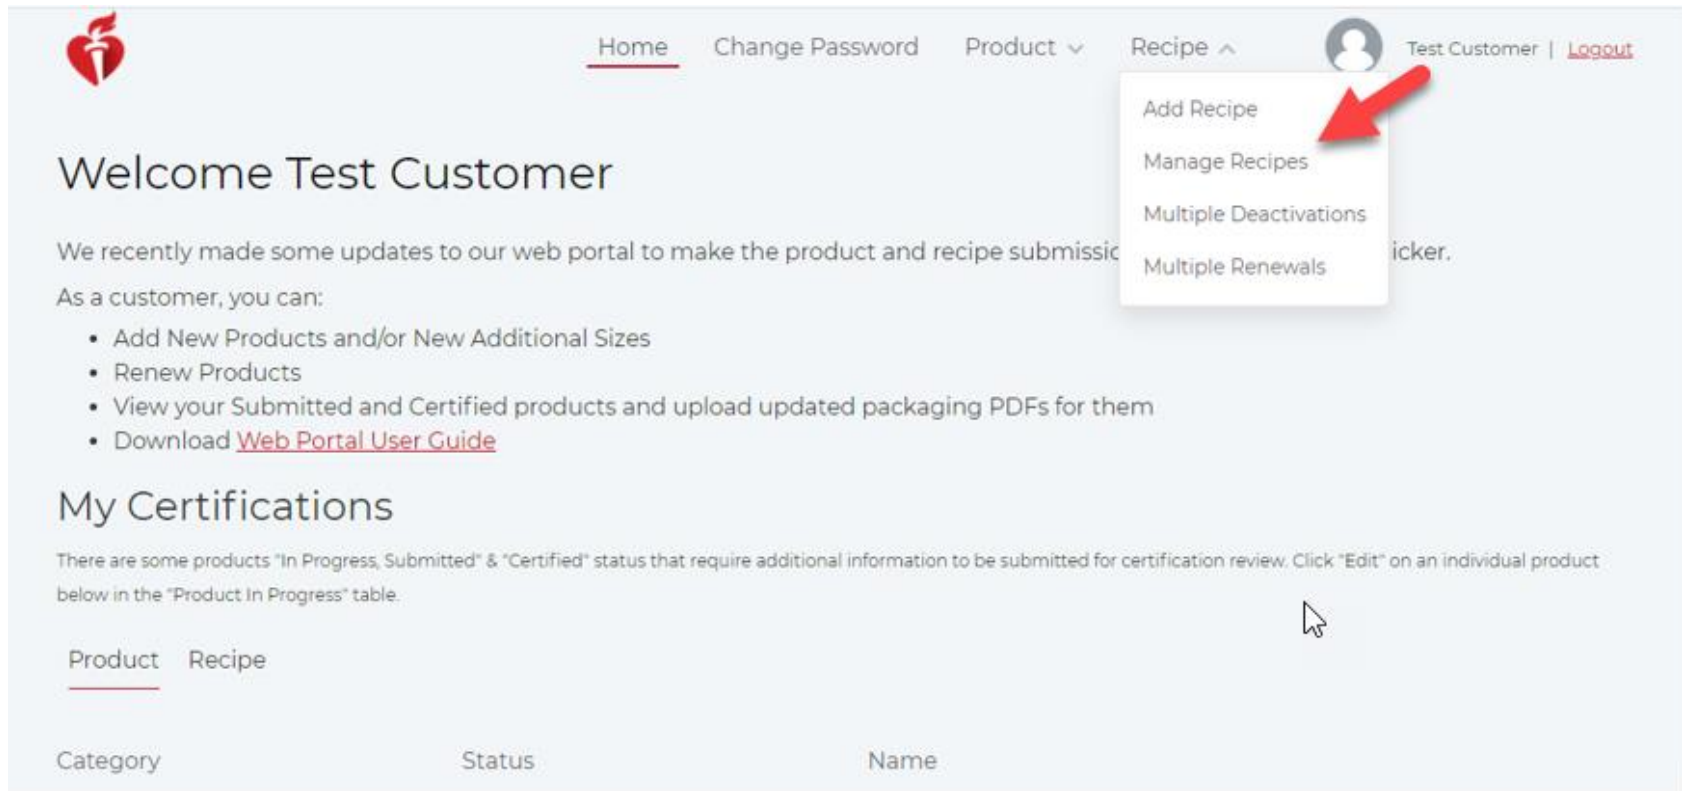 Home Change Password Product Recipe Test Customer | Logout
Add Recipe
Manage Recipes
Multiple Deactivations
Multiple Renewals
Welcome Test Customer
We recently made some updates to our web portal to make the product and recipe icker.
As a customer, you can:
• Add New Products and/or New Additional Sizes
• Renew Products
• View your Submitted and Certified products and upload updated packaging PDFs for them
• Download Web Portal User Guide
My Certifications
There are some products "In Progress, Submitted" & "Certified" status that require additional information to be submitted for certification review. Click "Edit" on an individual product
below in the "Product In Progress" table.
Product Recipe
Category Status Name